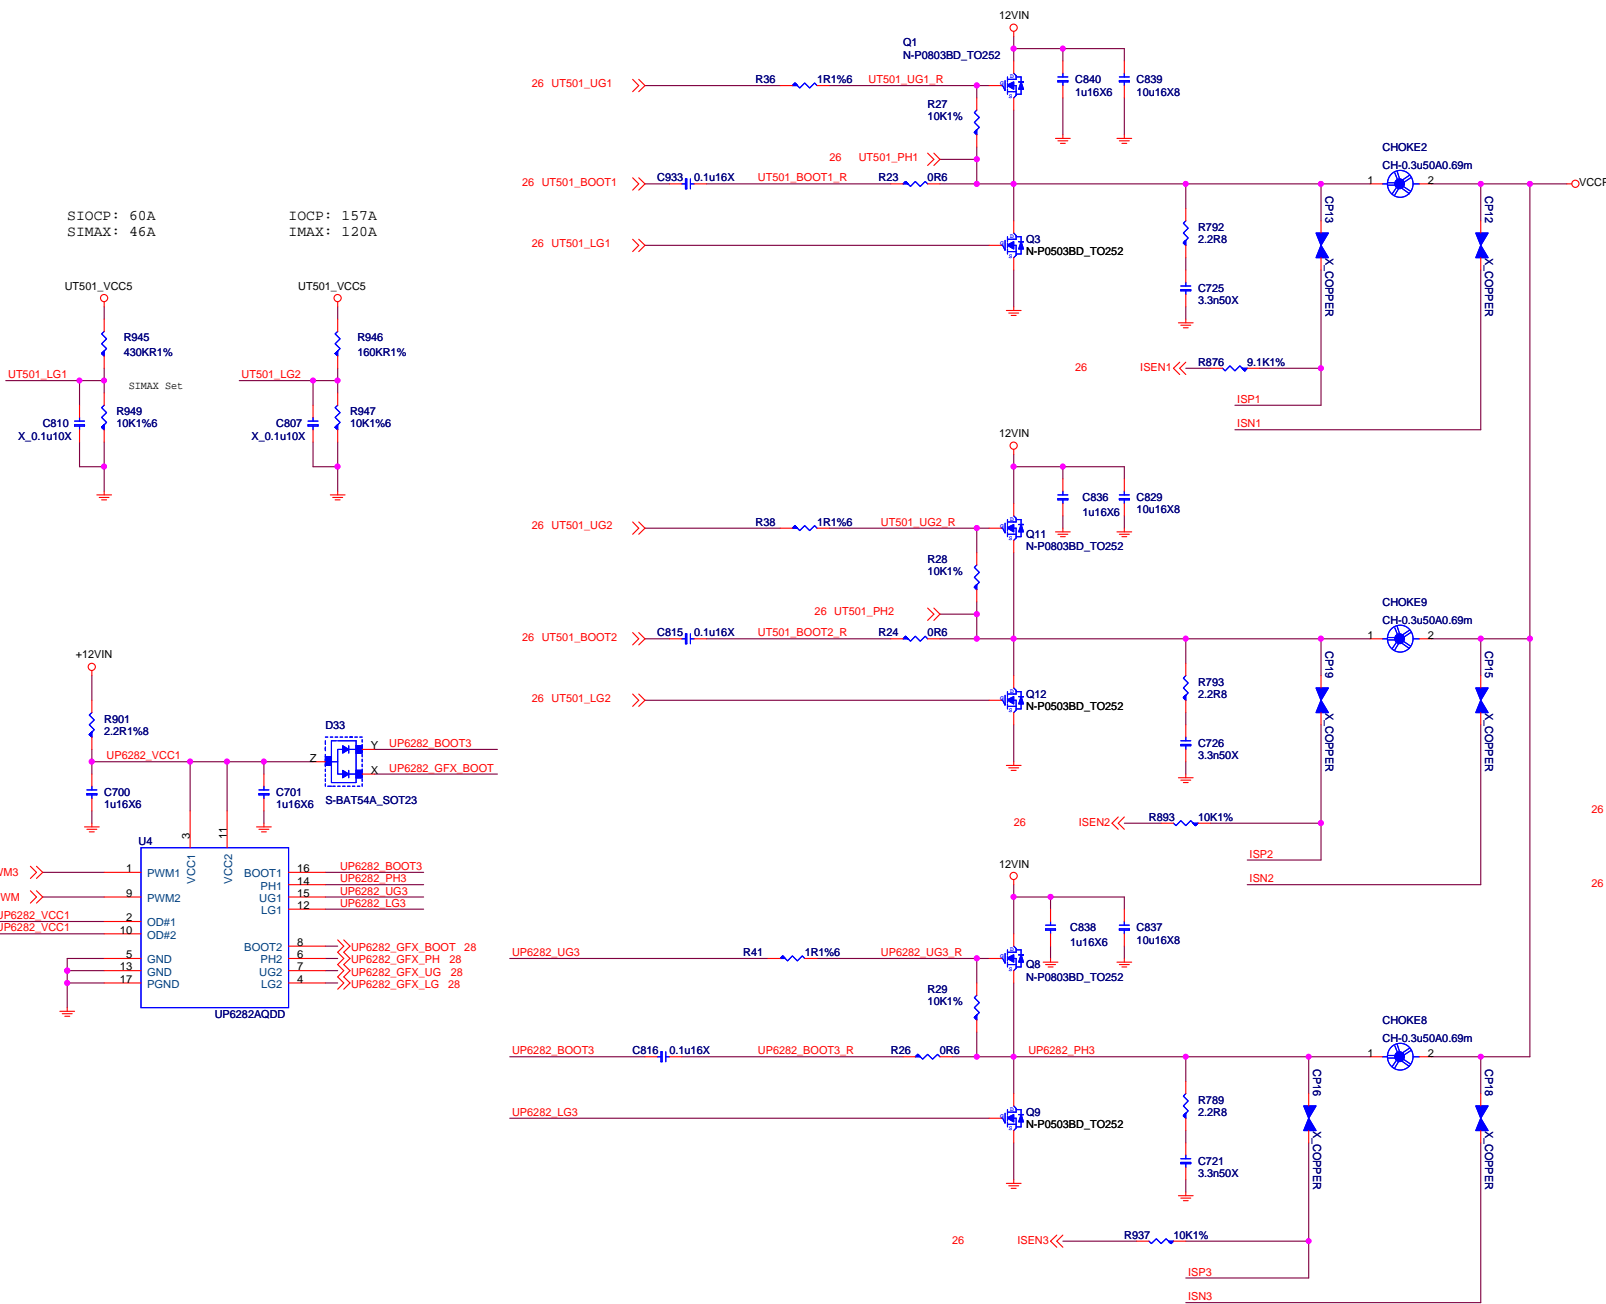 12VIN
Q1
N-P0803BD_TO252
26 UT501_UG1
R36
1R1%6
UT501_UG1_R
C840
1u16X6
C839
10u16X8
R27
10K1%
26 UT501_PH1
26 UT501_BOOT1
C933
0.1u16X
UT501_BOOT1_R
R23
0R6
CHOKE2
CH-0.3u50A0.69m
1
2
26 UT501_LG1
Q3
N-P0503BD_TO252
R792
2.2R8
C725
3.3n50X
CP13
X_COPPER
CP12
X_COPPER
26
ISEN1
R876
9.1K1%
ISP1
ISN1
SIOCP: 60A
SIMAX: 46A
IOCP: 157A
IMAX: 120A
UT501_VCC5
R945
430KR1%
UT501_LG1
SIMAX Set
C810
X_0.1u10X
R949
10K1%6
UT501_VCC5
R946
160KR1%
UT501_LG2
C807
X_0.1u10X
R947
10K1%6
12VIN
26 UT501_UG2
R38
1R1%6
UT501_UG2_R
Q11
N-P0803BD_TO252
C836
1u16X6
C829
10u16X8
R28
10K1%
26 UT501_PH2
26 UT501_BOOT2
C815
0.1u16X
UT501_BOOT2_R
R24
0R6
CHOKE9
CH-0.3u50A0.69m
1
2
26 UT501_LG2
Q12
N-P0503BD_TO252
R793
2.2R8
C726
3.3n50X
CP19
X_COPPER
CP15
X_COPPER
26
ISEN2
R893
10K1%
ISP2
ISN2
26
26
+12VIN
R901
2.2R1%8
UP6282_VCC1
C700
1u16X6
C701
1u16X6
D33
Z
Y
X
UP6282_BOOT3
UP6282_GFX_BOOT
S-BAT54A_SOT23
U4
3
11
VCC1
VCC2
1
PWM1
9
PWM2
UP6282_VCC1
2
OD#1
UP6282_VCC1
10
OD#2
5
GND
13
GND
17
PGND
BOOT1
16
UP6282_BOOT3
PH1
14
UP6282_PH3
UG1
15
UP6282_UG3
LG1
12
UP6282_LG3
BOOT2
8
UP6282_GFX_BOOT 28
PH2
6
UP6282_GFX_PH 28
UG2
7
UP6282_GFX_UG 28
LG2
4
UP6282_GFX_LG 28
UP6282AQDD
12VIN
UP6282_UG3
R41
1R1%6
UP6282_UG3_R
Q8
N-P0803BD_TO252
C838
1u16X6
C837
10u16X8
R29
10K1%
UP6282_BOOT3
C816
0.1u16X
UP6282_BOOT3_R
R26
0R6
UP6282_PH3
CHOKE8
CH-0.3u50A0.69m
1
2
UP6282_LG3
Q9
N-P0503BD_TO252
R789
2.2R8
C721
3.3n50X
CP16
X_COPPER
CP18
X_COPPER
26
ISEN3
R937
10K1%
ISP3
ISN3